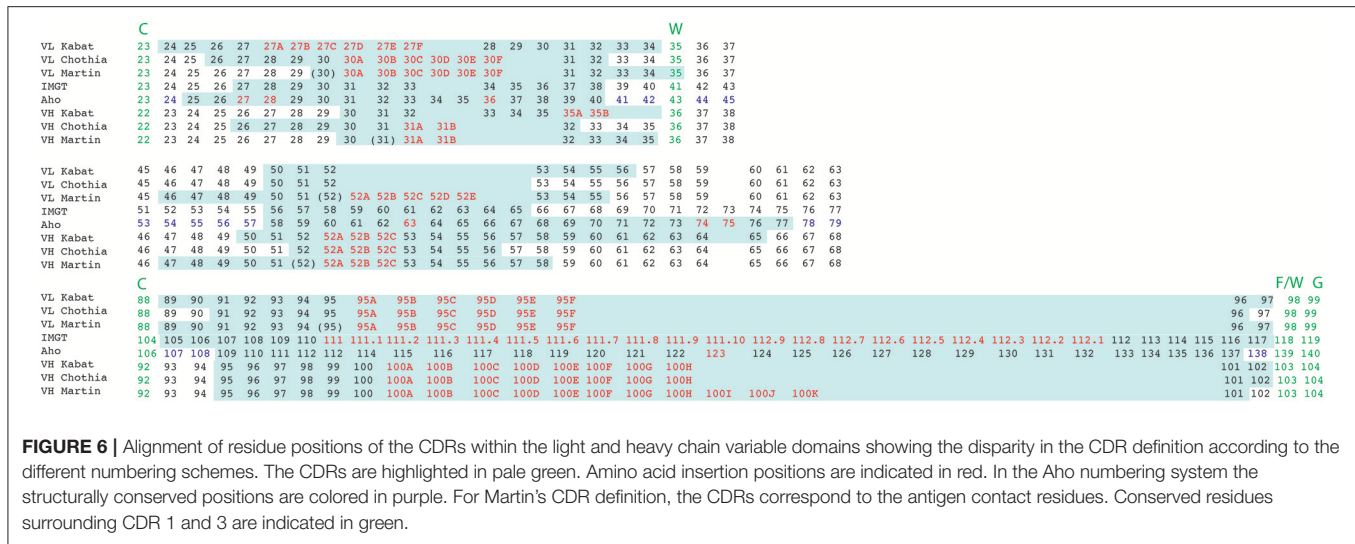 C W
VL Kabat 23 24 25 26 27 27A 27B 27C 27D 27E 27F 28 29 30 31 32 33 34 35 36 37
VL Chothia 23 24 25 26 27 28 29 30 30A 30B 30C 30D 30E 30F 31 32 33 34 35 36 37
VL Martin 23 24 25 26 27 28 29 (30) 30A 30B 30C 30D 30E 30F 31 32 33 34 35 36 37
IMGT 23 24 25 26 27 28 29 30 31 32 33 34 35 36 37 38 39 40 41 42 43
Aho 23 24 25 26 27 28 29 30 31 32 33 34 35 36 37 38 39 40 41 42 43 44 45
VH Kabat 22 23 24 25 26 27 28 29 30 31 32 33 34 35 35A 35B 36 37 38
VH Chothia 22 23 24 25 26 27 28 29 30 31 31A 31B 32 33 34 35 36 37 38
VH Martin 22 23 24 25 26 27 28 29 30 (31) 31A 31B 32 33 34 35 36 37 38
VL Kabat 45 46 47 48 49 50 51 52 53 54 55 56 57 58 59 60 61 62 63
VL Chothia 45 46 47 48 49 50 51 52 53 54 55 56 57 58 59 60 61 62 63
VL Martin 45 46 47 48 49 50 51 (52) 52A 52B 52C 52D 52E 53 54 55 56 57 58 59 60 61 62 63
IMGT 51 52 53 54 55 56 57 58 59 60 61 62 63 64 65 66 67 68 69 70 71 72 73 74 75 76 77
Aho 53 54 55 56 57 58 59 60 61 62 63 64 65 66 67 68 69 70 71 72 73 74 75 76 77 78 79
VH Kabat 46 47 48 49 50 51 52 52A 52B 52C 53 54 55 56 57 58 59 60 61 62 63 64 65 66 67 68
VH Chothia 46 47 48 49 50 51 52 52A 52B 52C 53 54 55 56 57 58 59 60 61 62 63 64 65 66 67 68
VH Martin 46 47 48 49 50 51 (52) 52A 52B 52C 53 54 55 56 57 58 59 60 61 62 63 64 65 66 67 68
C F/W G
VL Kabat 88 89 90 91 92 93 94 95 95A 95B 95C 95D 95E 95F 96 97 98 99
VL Chothia 88 89 90 91 92 93 94 95 95A 95B 95C 95D 95E 95F 96 97 98 99
VL Martin 88 89 90 91 92 93 94 (95) 95A 95B 95C 95D 95E 95F 96 97 98 99
IMGT 104 105 106 107 108 109 110 111 111.1 111.2 111.3 111.4 111.5 111.6 111.7 111.8 111.9 111.10 112.9 112.8 112.7 112.6 112.5 112.4 112.3 112.2 112.1 112 113 114 115 116 117 118 119
Aho 106 107 108 109 110 111 112 112 114 115 116 117 118 119 120 121 122 123 124 125 126 127 128 129 130 131 132 133 134 135 136 137 138 139 140
VH Kabat 92 93 94 95 96 97 98 99 100 100A 100B 100C 100D 100E 100F 100G 100H 101 102 103 104
VH Chothia 92 93 94 95 96 97 98 99 100 100A 100B 100C 100D 100E 100F 100G 100H 101 102 103 104
VH Martin 92 93 94 95 96 97 98 99 100 100A 100B 100C 100D 100E 100F 100G 100H 100I 100J 100K 101 102 103 104
FIGURE 6 | Alignment of residue positions of the CDRs within the light and heavy chain variable domains showing the disparity in the CDR definition according to the
different numbering schemes. The CDRs are highlighted in pale green. Amino acid insertion positions are indicated in red. In the Aho numbering system the
structurally conserved positions are colored in purple. For Martin's CDR definition, the CDRs correspond to the antigen contact residues. Conserved residues
surrounding CDR 1 and 3 are indicated in green.